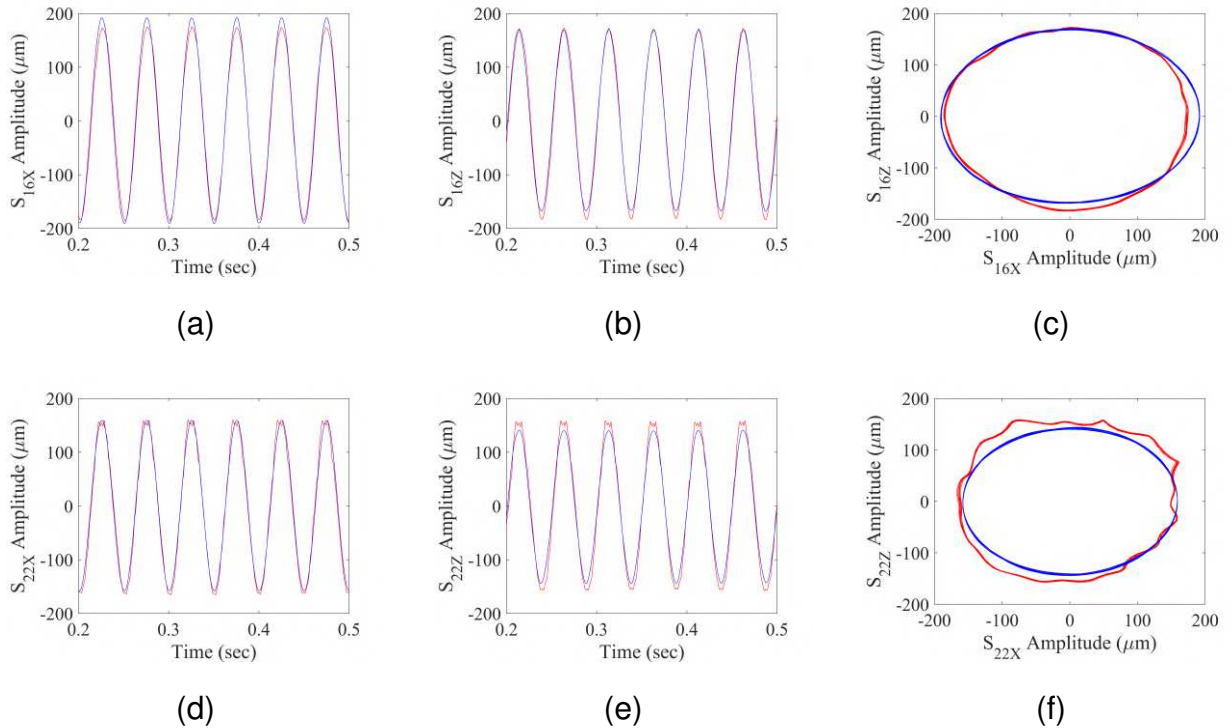 200
100
0
-100
-200
S16X Amplitude (μm)
0.2 0.3 0.4 0.5
Time (sec)
(a)
200
100
0
-100
-200
S16Z Amplitude (μm)
0.2 0.3 0.4 0.5
Time (sec)
(b)
200
100
0
-100
-200
S16Z Amplitude (μm)
-200 -100 0 100 200
S16X Amplitude (μm)
(c)
200
100
0
-100
-200
S22X Amplitude (μm)
0.2 0.3 0.4 0.5
Time (sec)
(d)
200
100
0
-100
-200
S22Z Amplitude (μm)
0.2 0.3 0.4 0.5
Time (sec)
(e)
200
100
0
-100
-200
S22Z Amplitude (μm)
-200 -100 0 100 200
S22X Amplitude (μm)
(f)